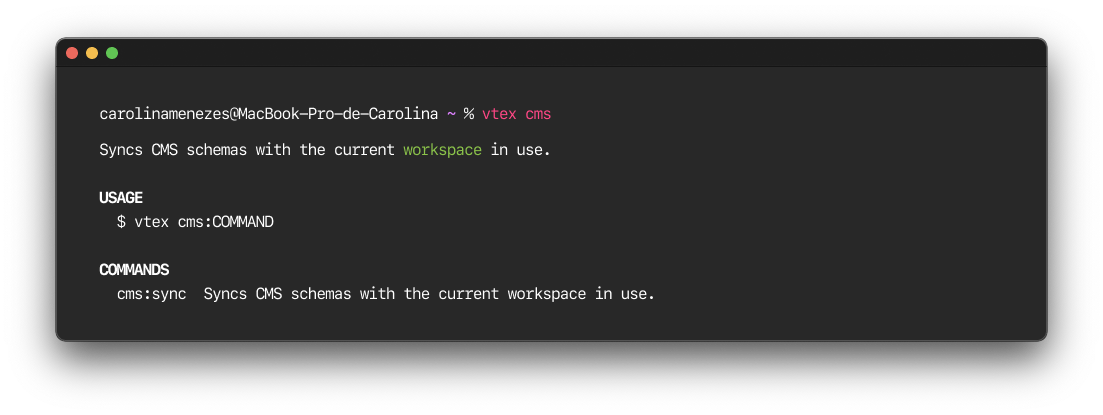 carolinamenezes@MacBook-Pro-de-Carolina ~ % vtex cms
Syncs CMS schemas with the current workspace in use.
USAGE
$ vtex cms:COMMAND
COMMANDS
cms:sync  Syncs CMS schemas with the current workspace in use.